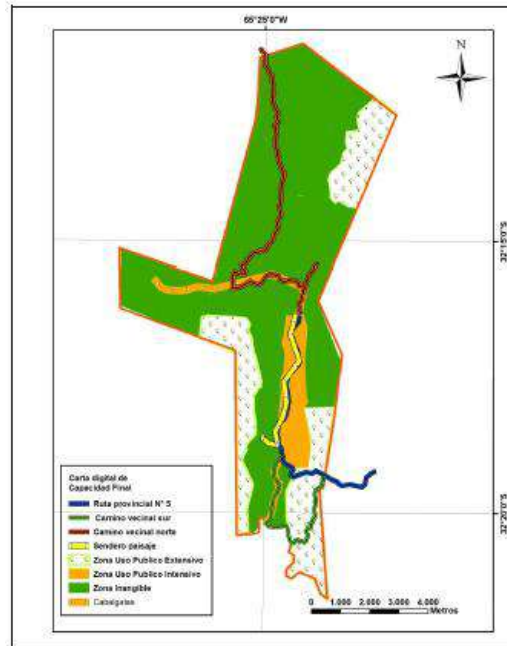 65°25'0"W
N
32°15'0"
32°20'0"
Carta digital de
Capacidad Final
Ruta provincial N° 5
Camino vecinal sur
Camino vecinal norte
Sendero paisaje
Zona Uso Publico Extensivo
Zona Uso Publico Intensivo
Zona Inangible
Cabalgatas
0 1.000 2.000 3.000 4.000
Metros